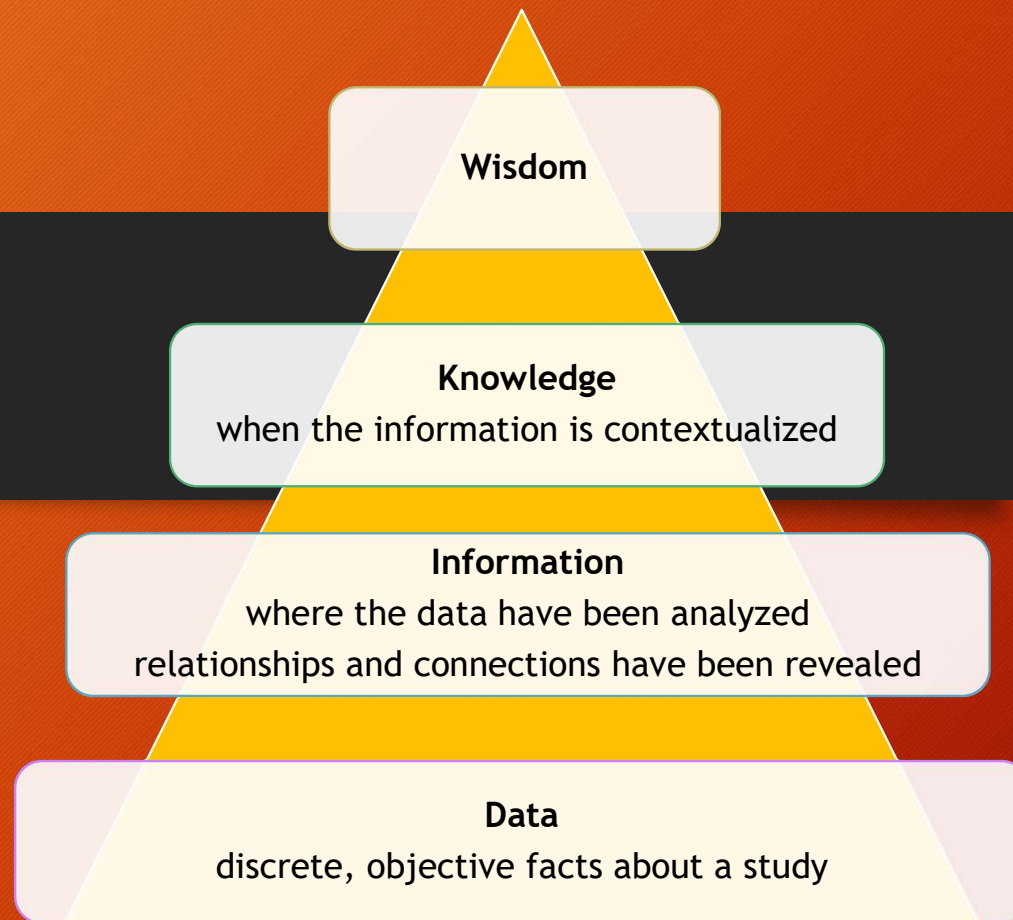 Wisdom
Knowledge
when the information is contextualized
Information
where the data have been analyzed
relationships and connections have been revealed
Data
discrete, objective facts about a study